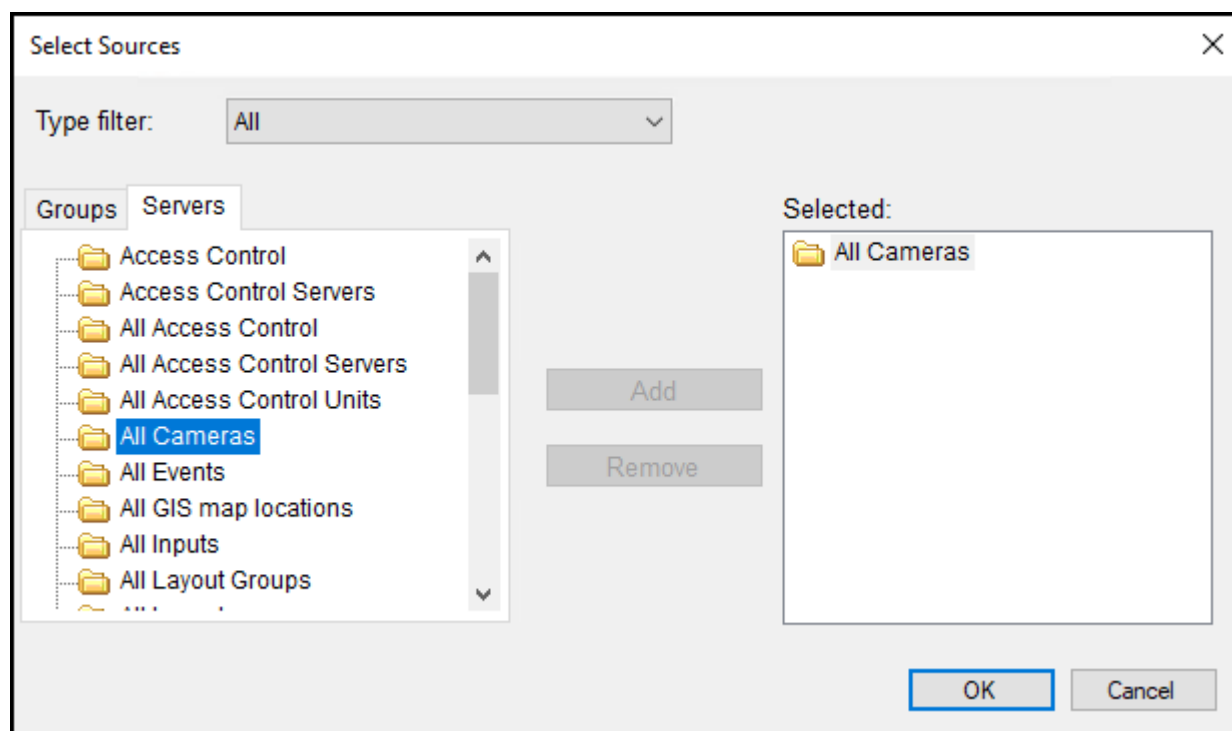 Select Sources
Type filter:
All
Groups
Servers
Access Control
Access Control Servers
All Access Control
All Access Control Servers
All Access Control Units
All Cameras
All Events
All GIS map locations
All Inputs
All Layout Groups
Add
Remove
Selected:
All Cameras
OK
Cancel